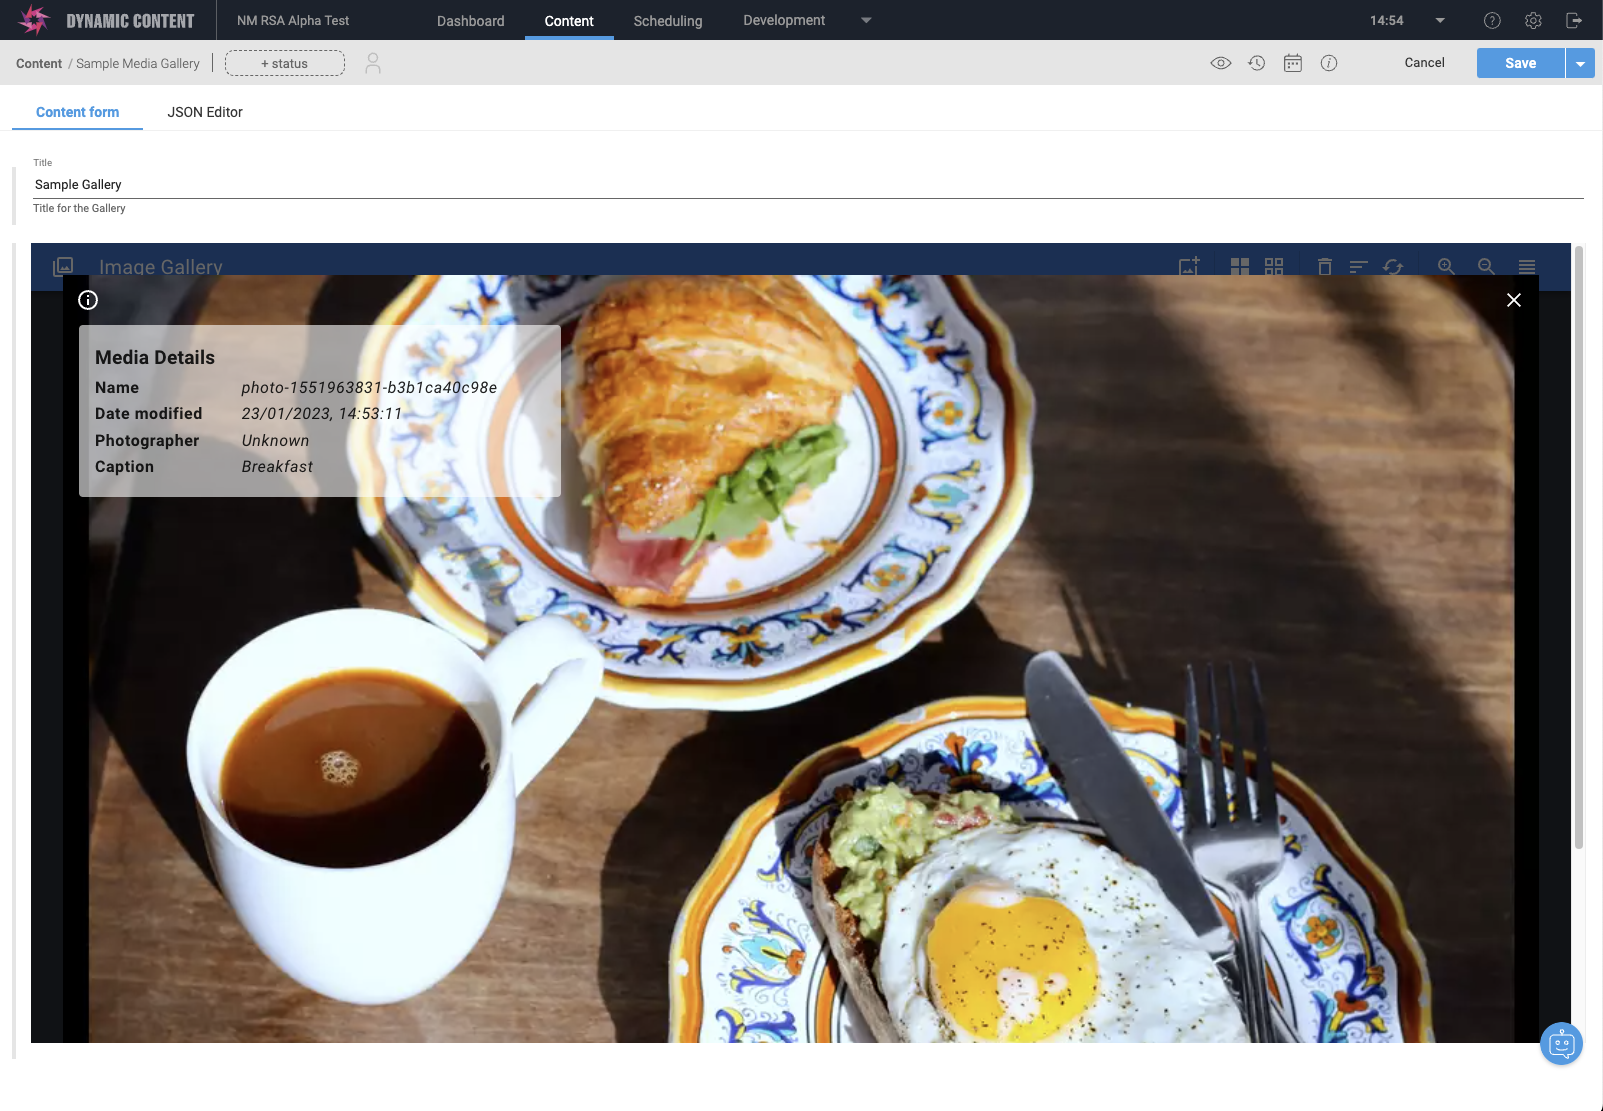 DYNAMIC CONTENT
NM RSA Alpha Test
Dashboard
Content
Scheduling
Development
14:54
Content / Sample Media Gallery
+ status
Cancel
Save
Content form
JSON Editor
Title
Sample Gallery
Title for the Gallery
Image Gallery
Media Details
Name photo-1551963831-b3b1ca40c98e
Date modified 23/01/2023, 14:53:11
Photographer Unknown
Caption Breakfast